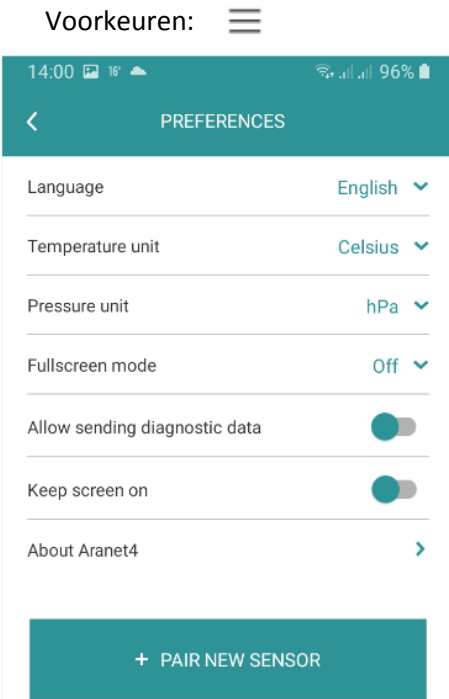 Voorkeuren:
14:00 16° 96%
PREFERENCES
Language English
Temperature unit Celsius
Pressure unit hPa
Fullscreen mode Off
Allow sending diagnostic data
Keep screen on
About Aranet4
+ PAIR NEW SENSOR